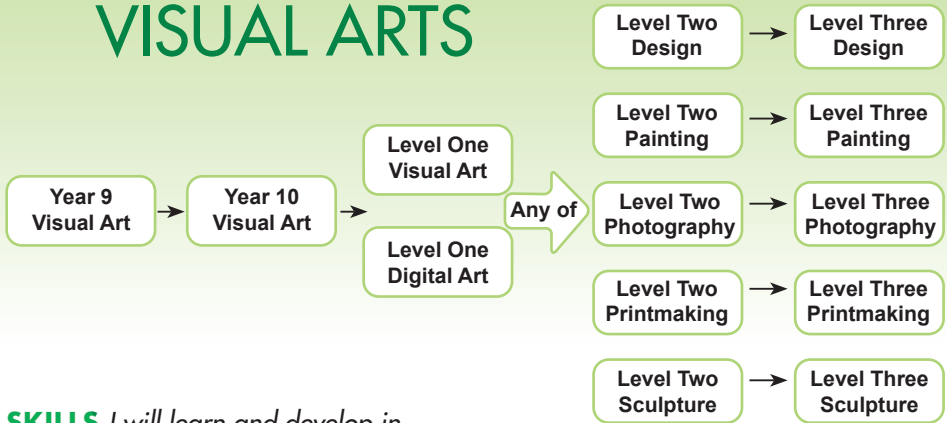 VISUAL ARTS
Year 9
Visual Art
Year 10
Visual Art
Level One
Visual Art
Level One
Digital Art
Any of
Level Two
Design
Level Three
Design
Level Two
Painting
Level Three
Painting
Level Two
Photography
Level Three
Photography
Level Two
Printmaking
Level Three
Printmaking
Level Two
Sculpture
Level Three
Sculpture
SKILLS I will learn and develop in